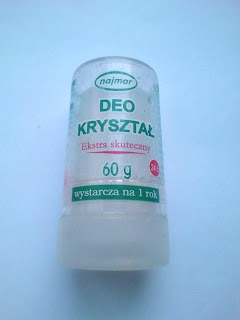 najmar
DEO
KRYSZTAŁ
Ekstra skuteczny
60 g
wystarcza na 1 rok